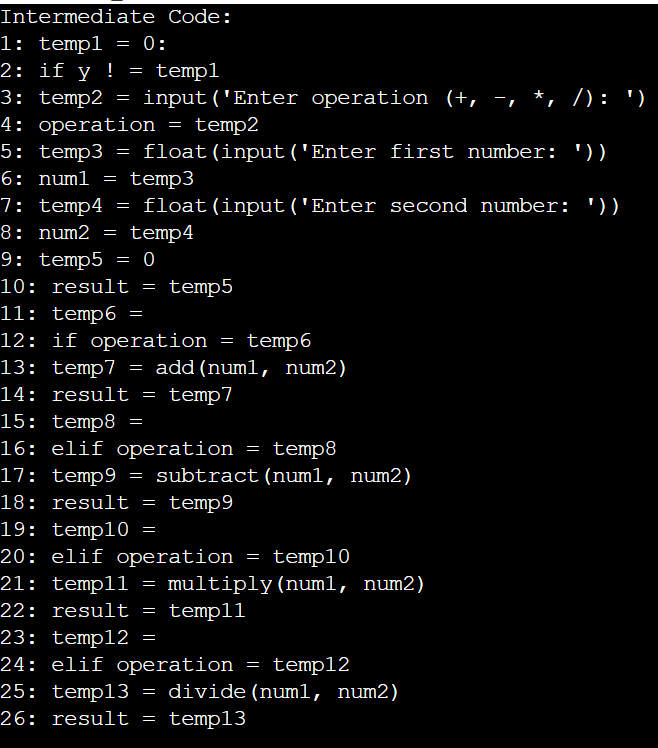 Intermediate Code:
1: temp1 = 0:
2: if y ! = temp1
3: temp2 = input('Enter operation (+, -, *, /): ')
4: operation = temp2
5: temp3 = float(input('Enter first number: '))
6: num1 = temp3
7: temp4 = float(input('Enter second number: '))
8: num2 = temp4
9: temp5 = 0
10: result = temp5
11: temp6 =
12: if operation = temp6
13: temp7 = add(num1, num2)
14: result = temp7
15: temp8 =
16: elif operation = temp8
17: temp9 = subtract(num1, num2)
18: result = temp9
19: temp10 =
20: elif operation = temp10
21: temp11 = multiply(num1, num2)
22: result = temp11
23: temp12 =
24: elif operation = temp12
25: temp13 = divide(num1, num2)
26: result = temp13